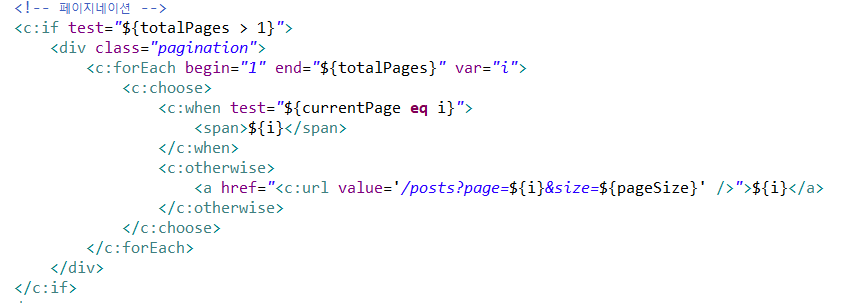 <!-- 페이지네이션 -->
<c:if test="${totalPages > 1}">
    <div class="pagination">
        <c:forEach begin="1" end="${totalPages}" var="i">
            <c:choose>
                <c:when test="${currentPage eq i}">
                    <span>${i}</span>
                </c:when>
                <c:otherwise>
                    <a href="<c:url value='/posts?page=${i}&size=${pageSize}' />">${i}</a>
                </c:otherwise>
            </c:choose>
        </c:forEach>
    </div>
</c:if>